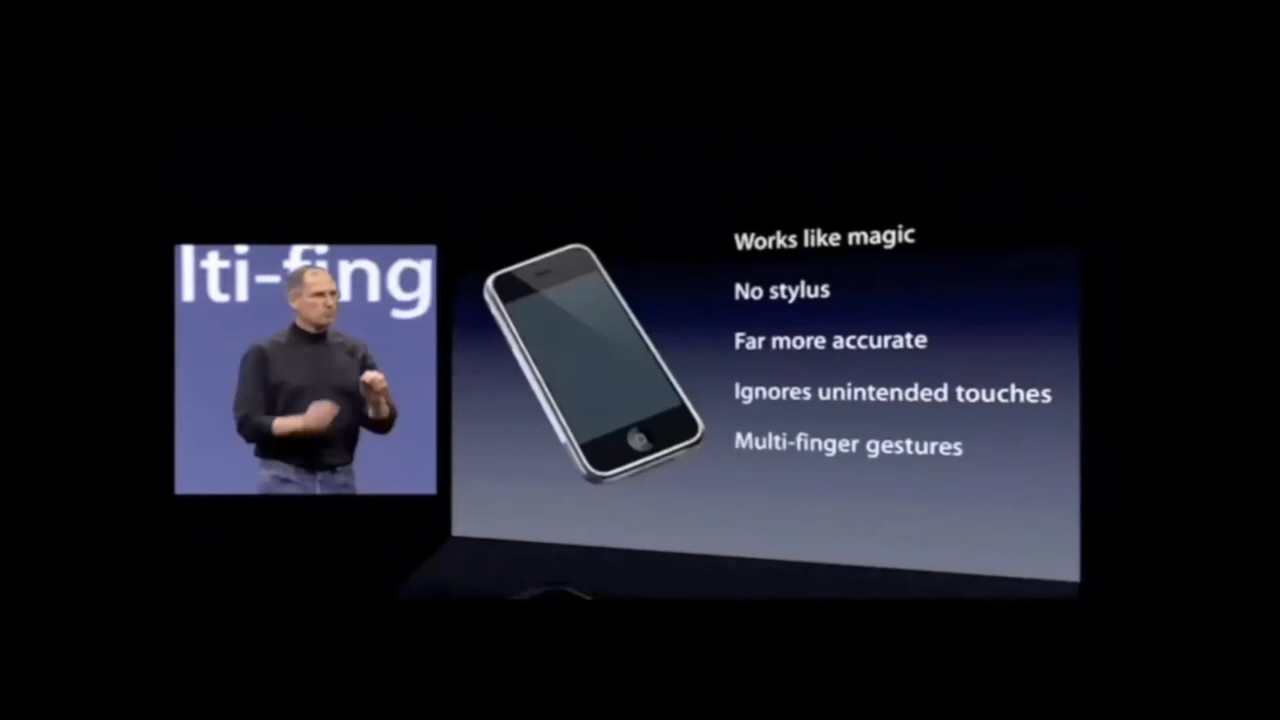 lti-fing
Works like magic
No stylus
Far more accurate
Ignores unintended touches
Multi-finger gestures